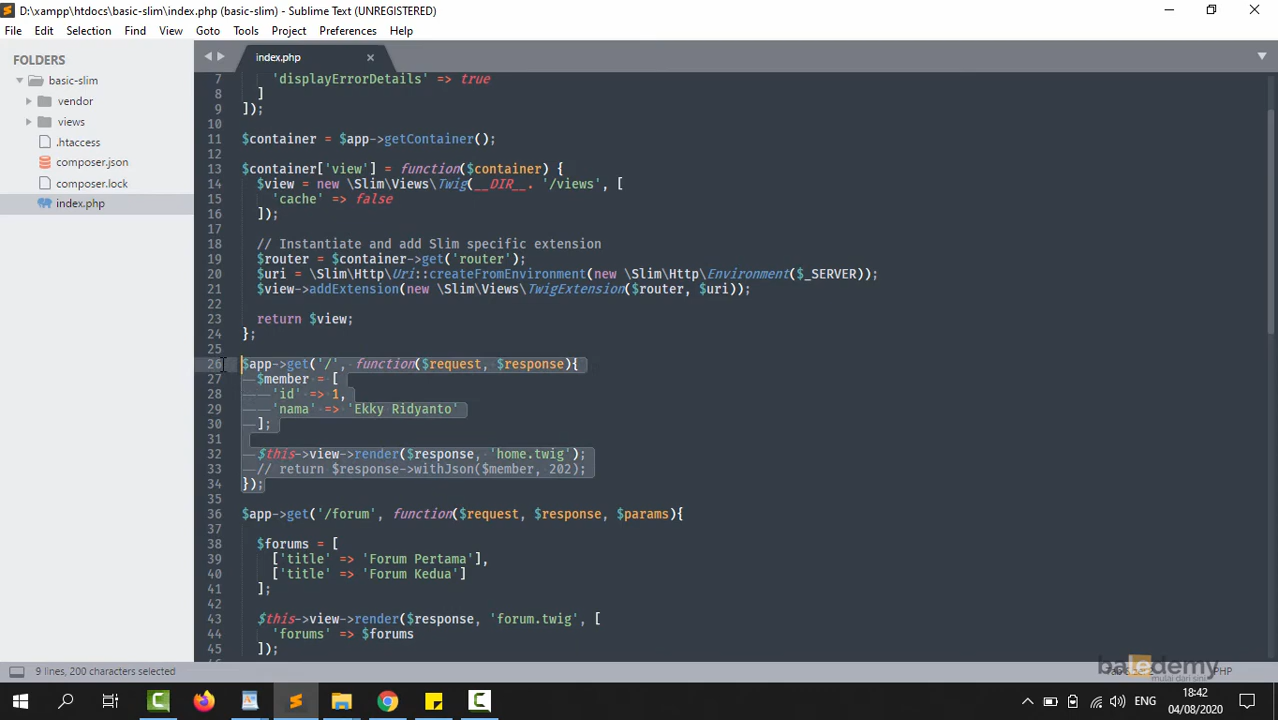 D:\xampp\htdocs\basic-slim\index.php (basic-slim) - Sublime Text (UNREGISTERED)
File Edit Selection Find View Goto Tools Project Preferences Help
FOLDERS
basic-slim
vendor
views
.htaccess
composer.json
composer.lock
index.php
index.php
7 'displayErrorDetails' => true
8 ]
9 ]);
10
11 $container = $app->getContainer();
12
13 $container['view'] = function($container) {
14 $view = new \Slim\Views\Twig(__DIR__. '/views', [
15 'cache' => false
16 ]);
17
18 // Instantiate and add Slim specific extension
19 $router = $container->get('router');
20 $uri = \Slim\Http\Uri::createFromEnvironment(new \Slim\Http\Environment($_SERVER));
21 $view->addExtension(new \Slim\Views\TwigExtension($router, $uri));
22
23 return $view;
24 };
25
26 $app->get('/', function($request, $response){
27 $member = [
28 'id' => 1,
29 'nama' => 'Ekky Ridyanto'
30 ];
31
32 $this->view->render($response, 'home.twig');
33 // return $response->withJson($member, 202);
34 });
35
36 $app->get('/forum', function($request, $response, $params){
37
38 $forums = [
39 ['title' => 'Forum Pertama'],
40 ['title' => 'Forum Kedua']
41 ];
42
43 $this->view->render($response, 'forum.twig', [
44 'forums' => $forums
45 ]);
9 lines, 200 characters selected
PHP
baledemy
mulai dari sini
ENG
18:42
04/08/2020